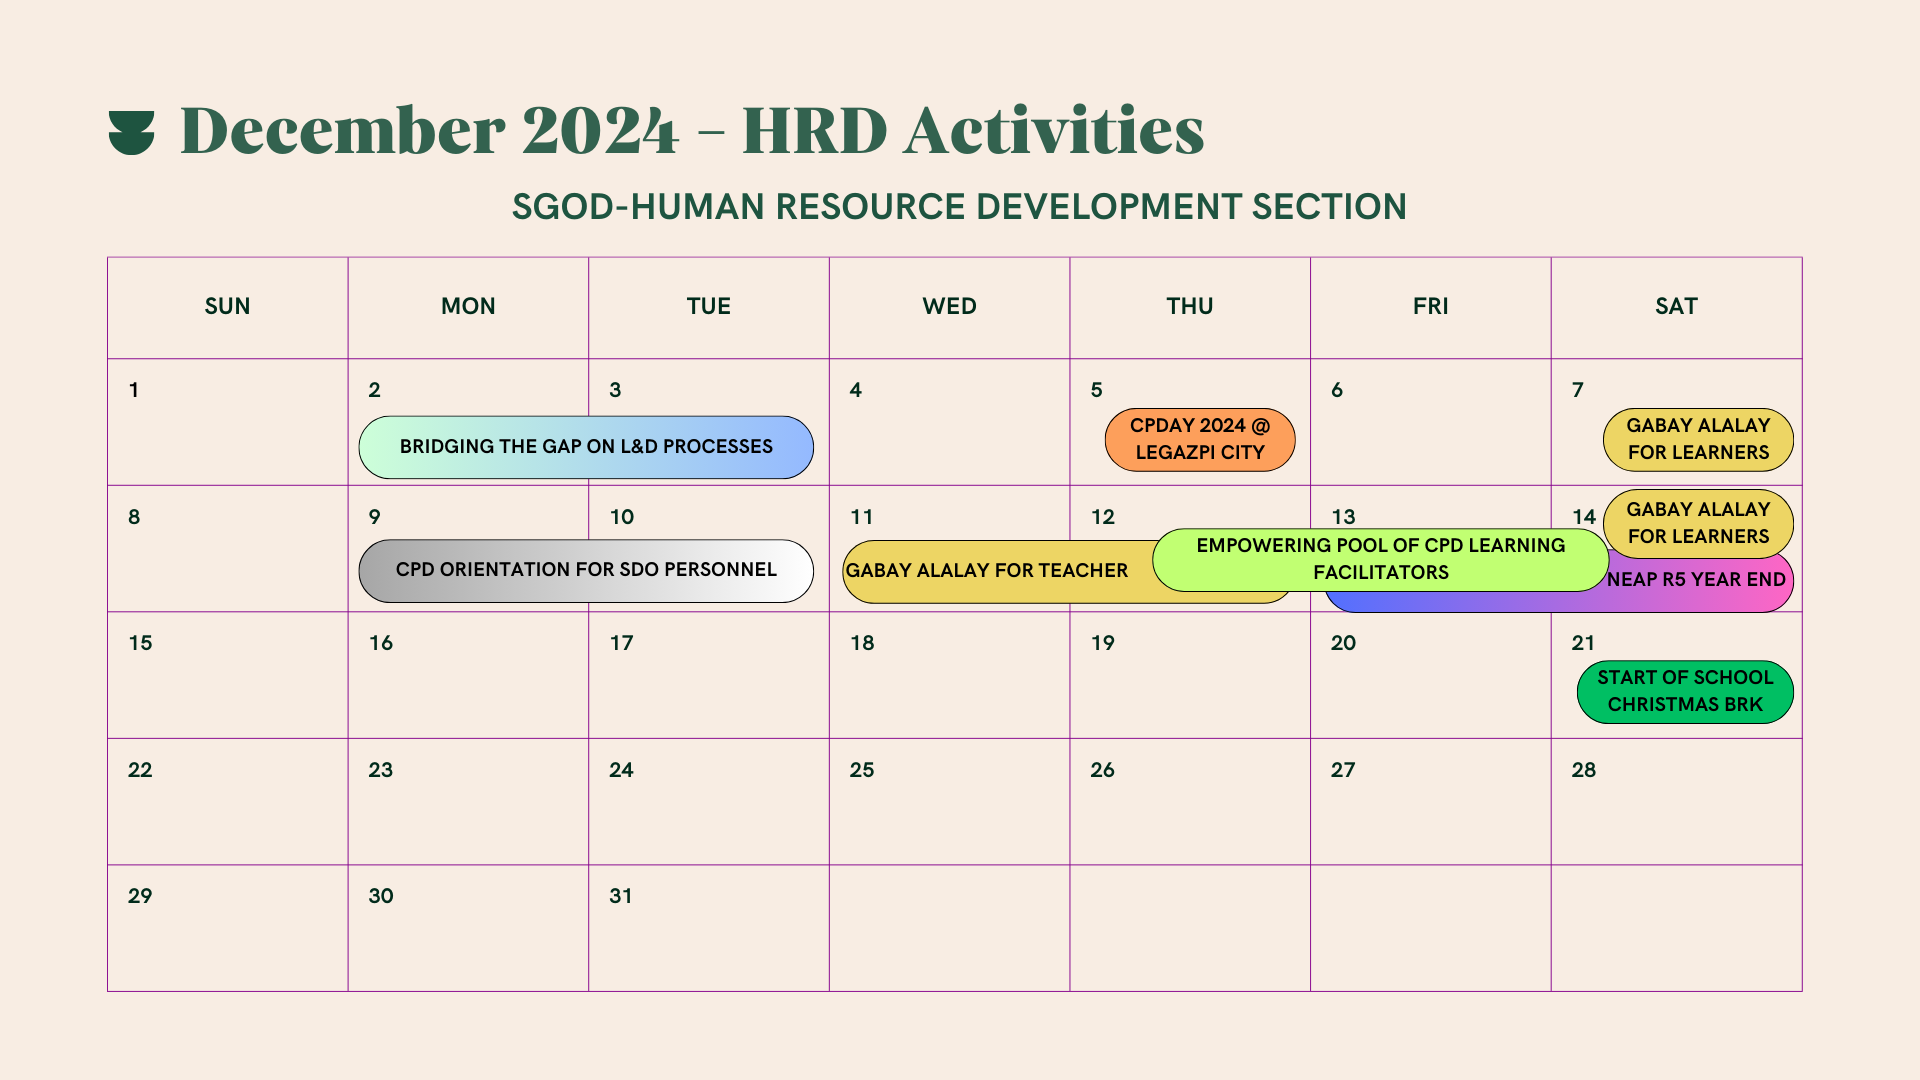 December 2024 – HRD Activities
SGOD-HUMAN RESOURCE DEVELOPMENT SECTION
SUN MON TUE WED THU FRI SAT
1 2 3 4 5 6 7
BRIDGING THE GAP ON L&D PROCESSES
CPDAY 2024 @
LEGAZPI CITY
GABAY ALALAY
FOR LEARNERS
8 9 10 11 12 13 14
CPD ORIENTATION FOR SDO PERSONNEL
GABAY ALALAY FOR TEACHER
EMPOWERING POOL OF CPD LEARNING
FACILITATORS
GABAY ALALAY
FOR LEARNERS
NEAP R5 YEAR END
15 16 17 18 19 20 21
START OF SCHOOL
CHRISTMAS BRK
22 23 24 25 26 27 28
29 30 31